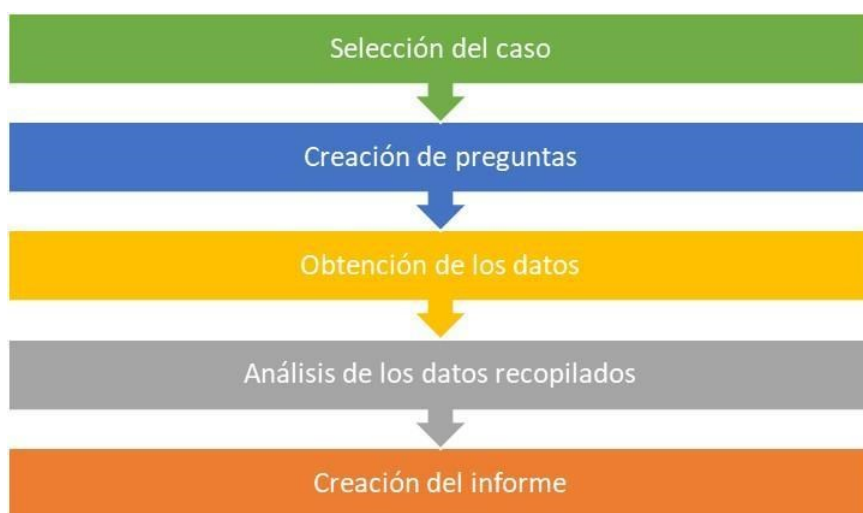 Selección del caso
Creación de preguntas
Obtención de los datos
Análisis de los datos recopilados
Creación del informe